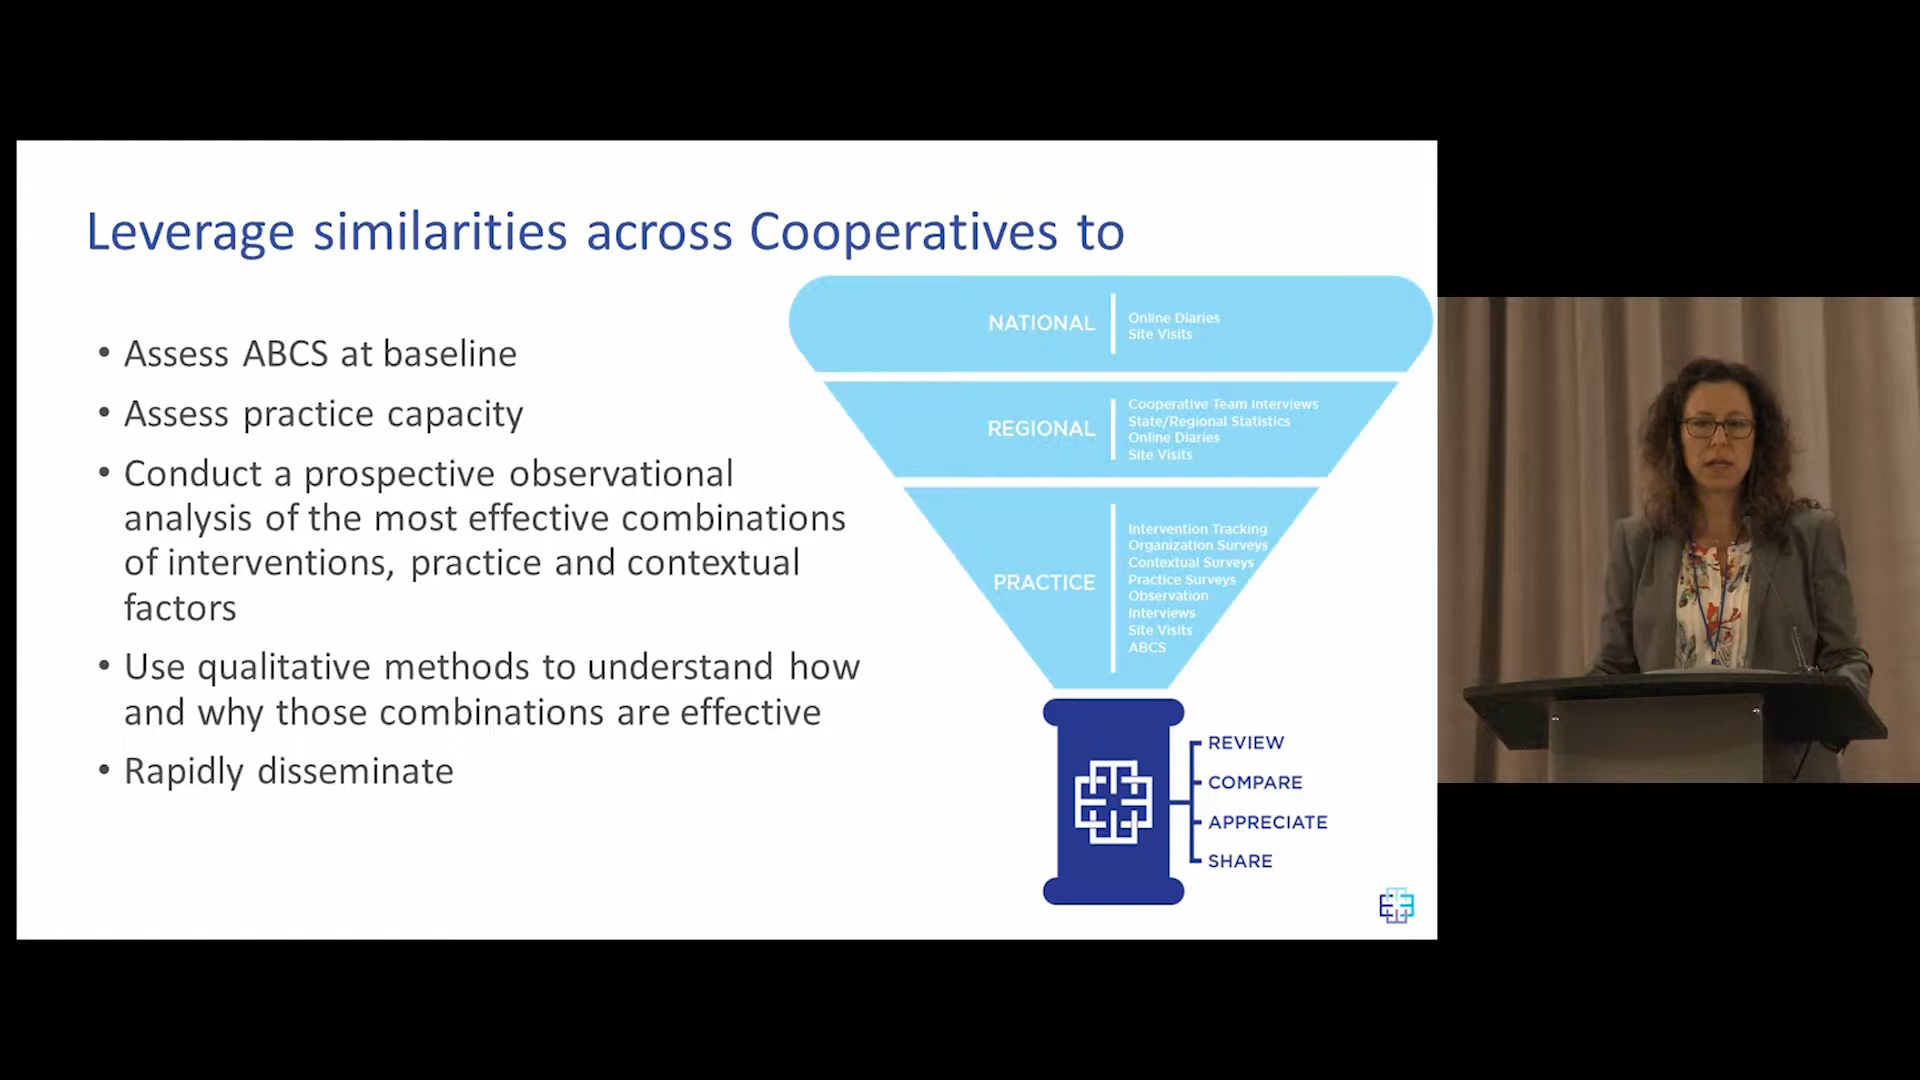 Leverage similarities across Cooperatives to
• Assess ABCS at baseline
• Assess practice capacity
• Conduct a prospective observational
analysis of the most effective combinations
of interventions, practice and contextual
factors
• Use qualitative methods to understand how
and why those combinations are effective
• Rapidly disseminate
NATIONAL
Online Diaries
Site Visits
REGIONAL
Cooperative Team Interviews
State/Regional Statistics
Online Diaries
Site Visits
PRACTICE
Intervention Tracking
Organization Surveys
Contextual Surveys
Practice Surveys
Observation
Interviews
Site Visits
ABCS
REVIEW
COMPARE
APPRECIATE
SHARE